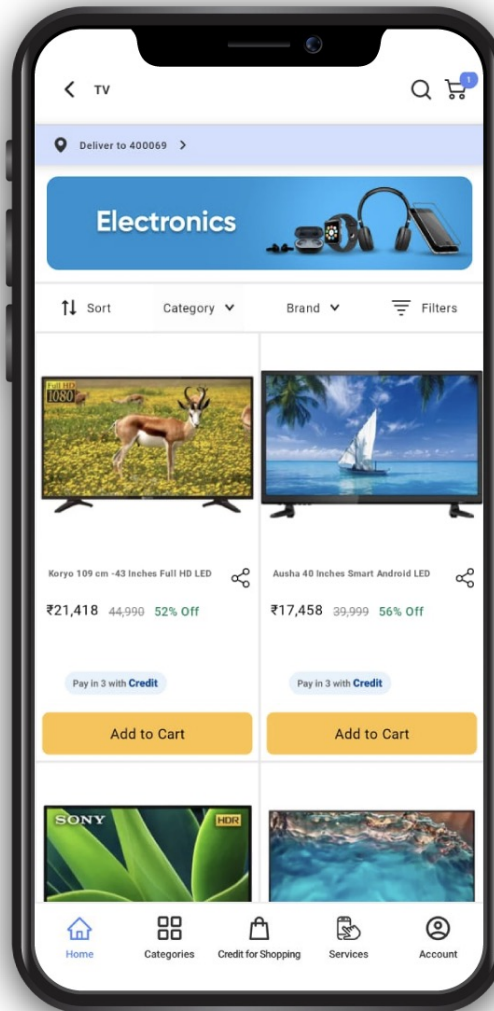 TV
1
Deliver to 400069
Electronics
Sort
Category
Brand
Filters
Full HD
1080
Koryo 109 cm -43 Inches Full HD LED
₹21,418 44,990 52% Off
Pay in 3 with Credit
Add to Cart
Ausha 40 Inches Smart Android LED
₹17,458 39,999 56% Off
Pay in 3 with Credit
Add to Cart
SONY
HDR
Home
Categories
Credit for Shopping
Services
Account